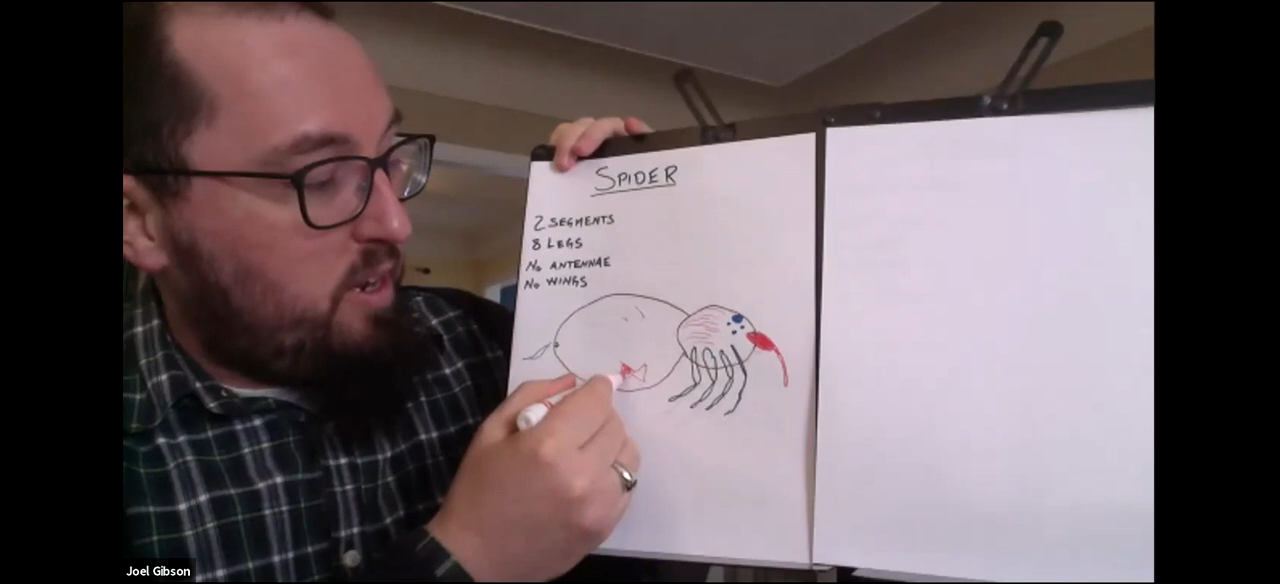 SPIDER
2 SEGMENTS
8 LEGS
No ANTENNAE
No WINGS
Joel Gibson